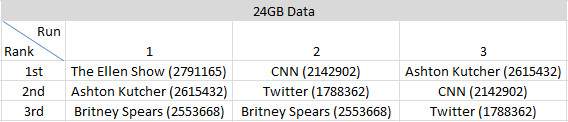 24GB Data
Run
Rank 1 2 3
1st The Ellen Show (2791165) CNN (2142902) Ashton Kutcher (2615432)
2nd Ashton Kutcher (2615432) Twitter (1788362) CNN (2142902)
3rd Britney Spears (2553668) Britney Spears (2553668) Twitter (1788362)